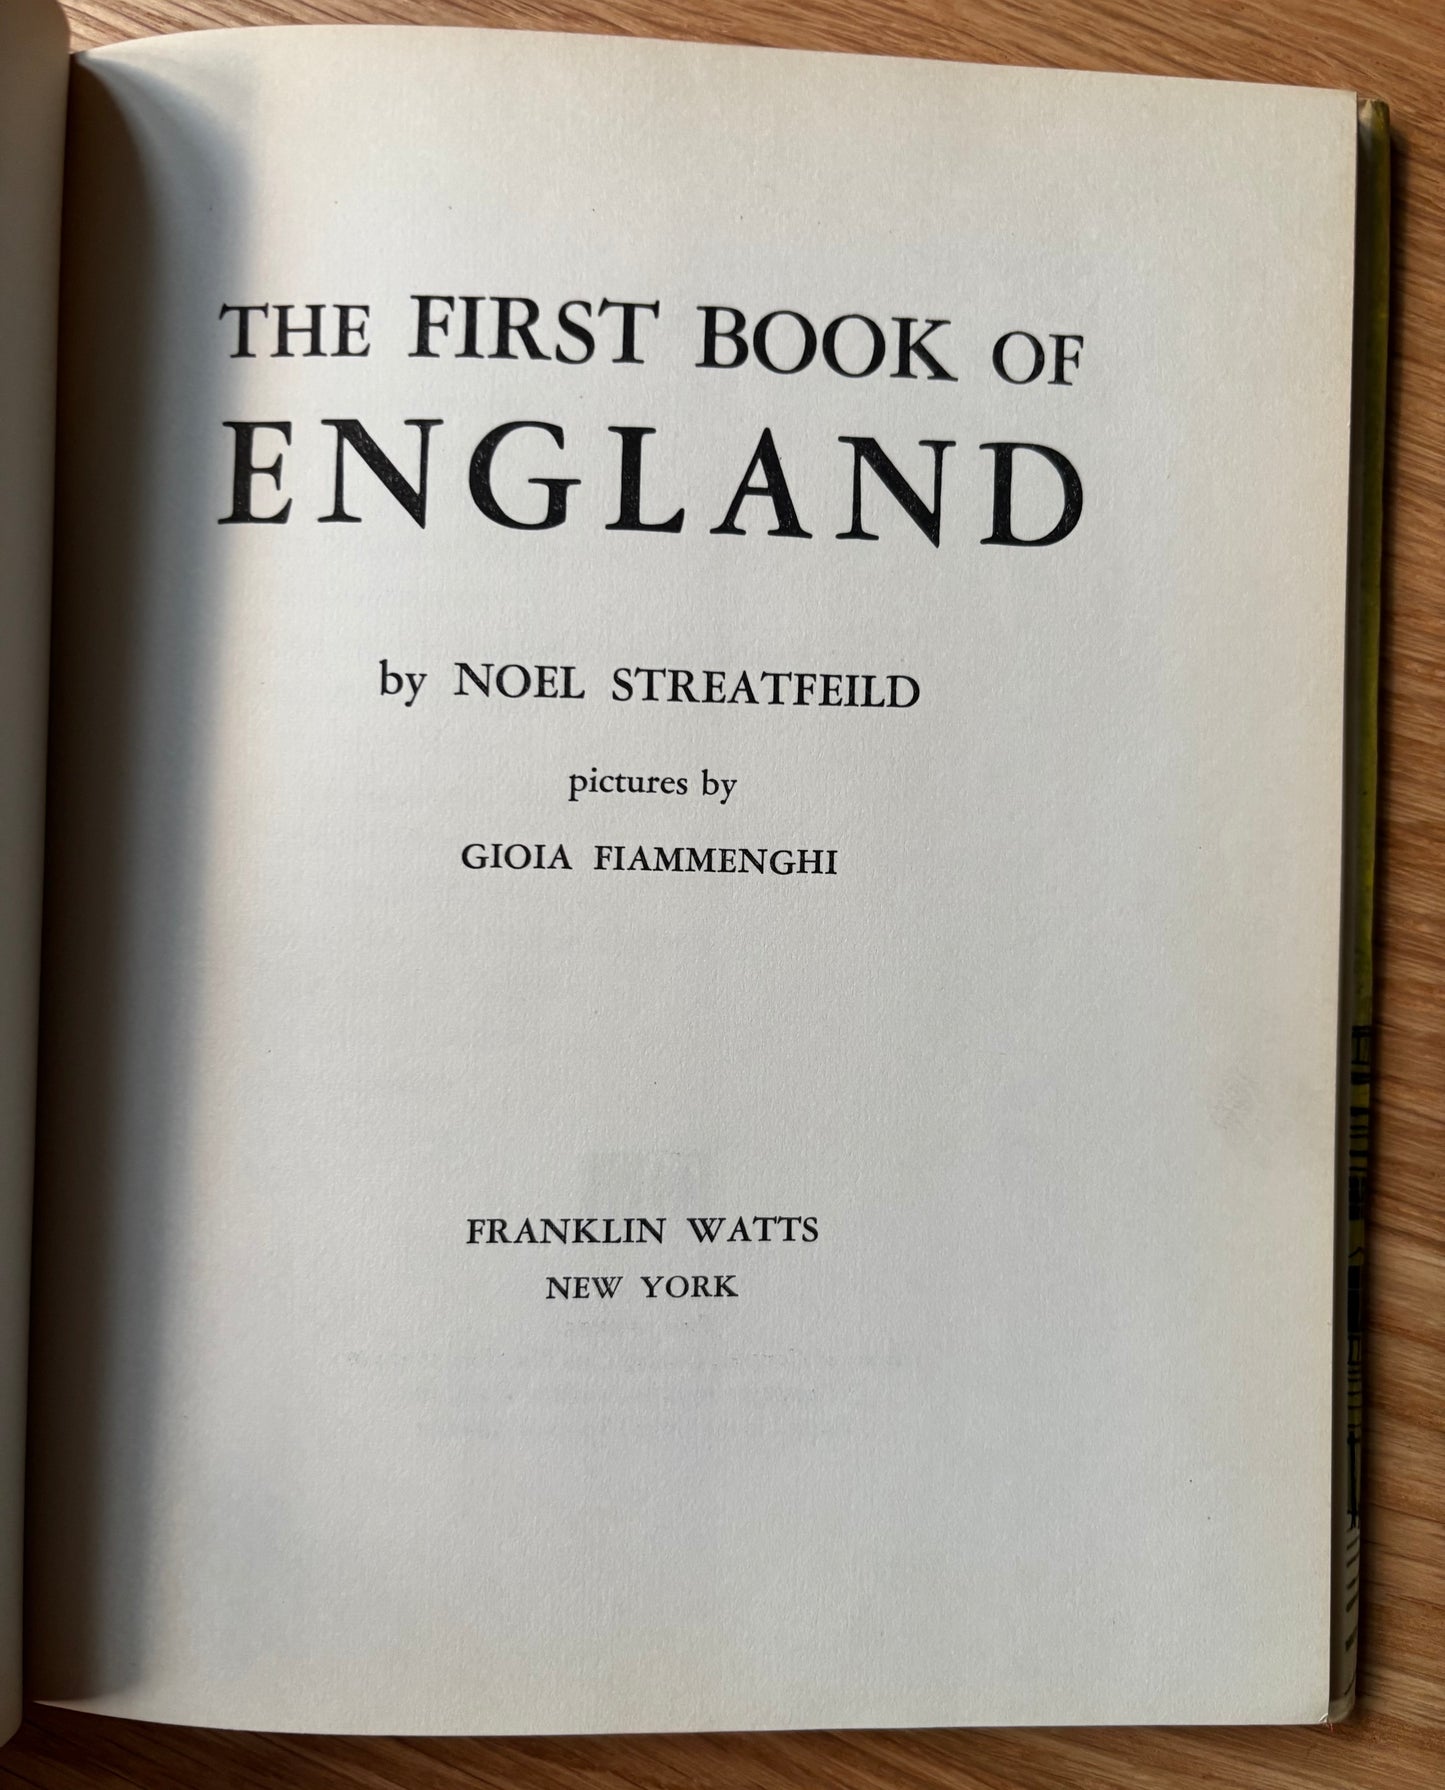 THE FIRST BOOK OF
ENGLAND
by NOEL STREATFEILD
pictures by
GIOIA FIAMMENGHI
FRANKLIN WATTS
NEW YORK